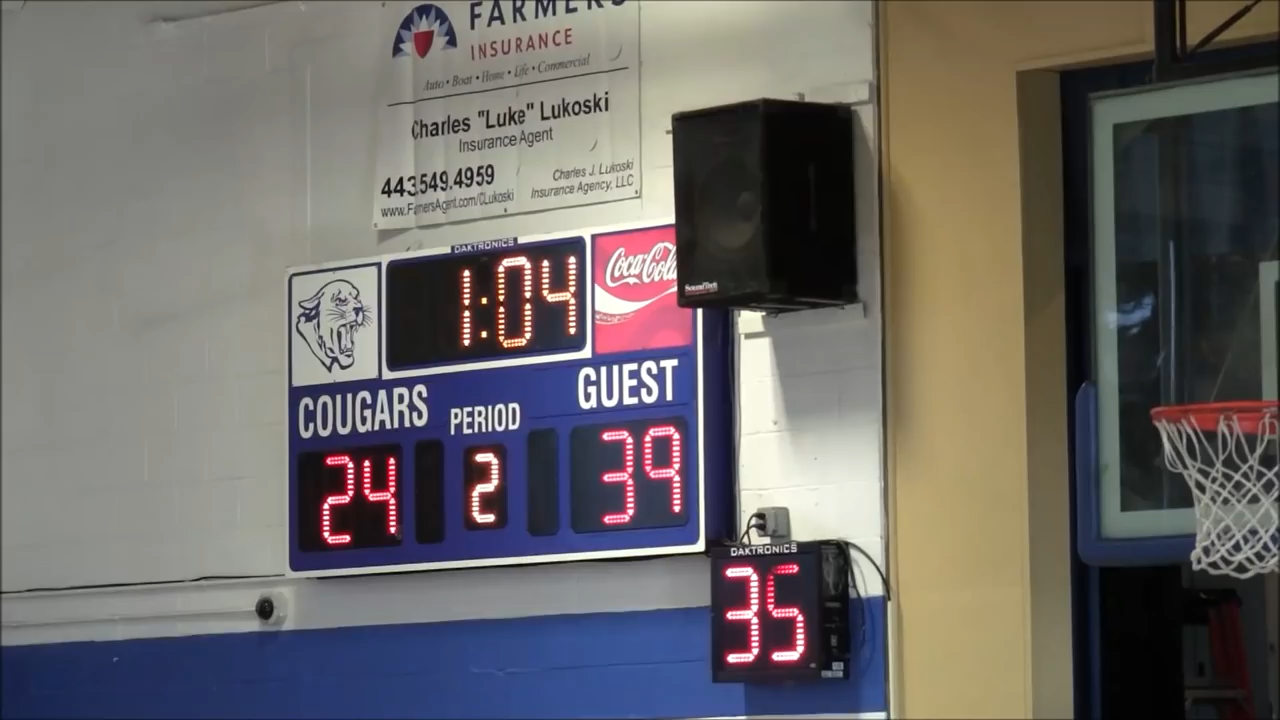 FARMERS
INSURANCE
Auto • Boat • Home • Life • Commercial
Charles "Luke" Lukoski
Insurance Agent
443.549.4959
www.FarmersAgent.com/CLukoski
Charles J. Lukoski
Insurance Agency, LLC
DAKTRONICS
1:04
Coca-Cola
SoundTech
COUGARS
PERIOD
GUEST
24
2
39
DAKTRONICS
35